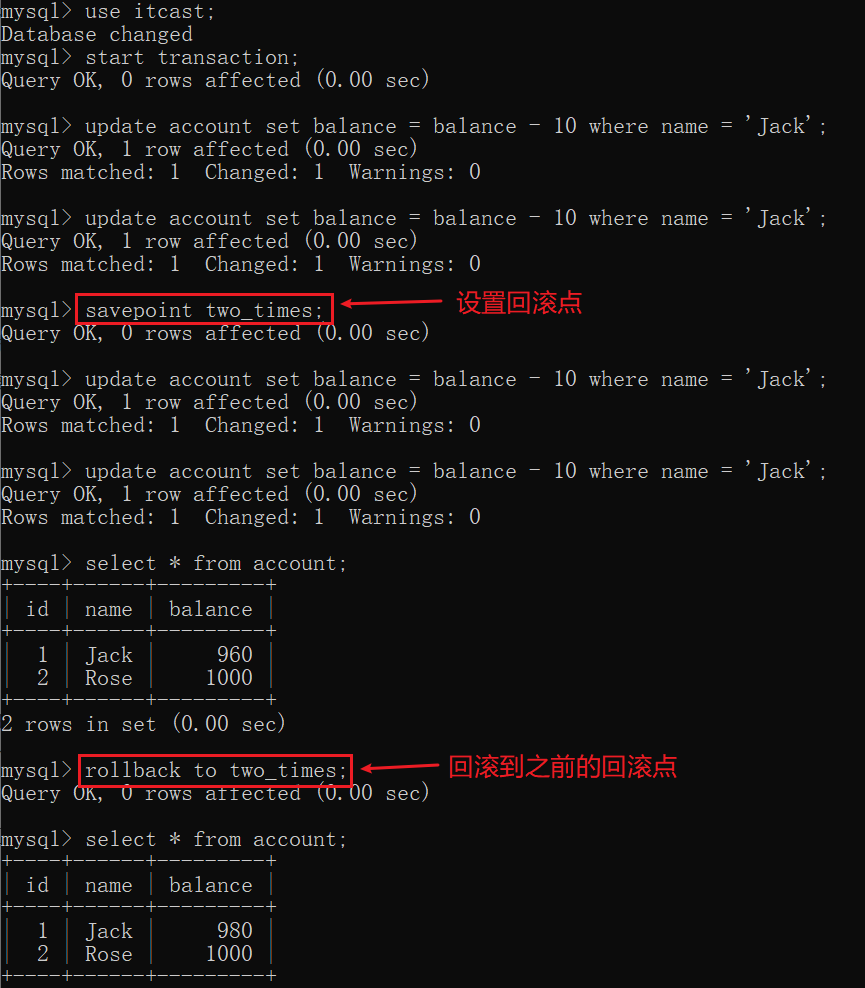 mysql> use itcast;
Database changed
mysql> start transaction;
Query OK, 0 rows affected (0.00 sec)
mysql> update account set balance = balance - 10 where name = 'Jack';
Query OK, 1 row affected (0.00 sec)
Rows matched: 1  Changed: 1  Warnings: 0
mysql> update account set balance = balance - 10 where name = 'Jack';
Query OK, 1 row affected (0.00 sec)
Rows matched: 1  Changed: 1  Warnings: 0
mysql> savepoint two_times; 设置回滚点
Query OK, 0 rows affected (0.00 sec)
mysql> update account set balance = balance - 10 where name = 'Jack';
Query OK, 1 row affected (0.00 sec)
Rows matched: 1  Changed: 1  Warnings: 0
mysql> update account set balance = balance - 10 where name = 'Jack';
Query OK, 1 row affected (0.00 sec)
Rows matched: 1  Changed: 1  Warnings: 0
mysql> select * from account;
+----+------+---------+
| id | name | balance |
+----+------+---------+
|  1 | Jack |     960 |
|  2 | Rose |    1000 |
+----+------+---------+
2 rows in set (0.00 sec)
mysql> rollback to two_times; 回滚到之前的回滚点
Query OK, 0 rows affected (0.00 sec)
mysql> select * from account;
+----+------+---------+
| id | name | balance |
+----+------+---------+
|  1 | Jack |     980 |
|  2 | Rose |    1000 |
+----+------+---------+